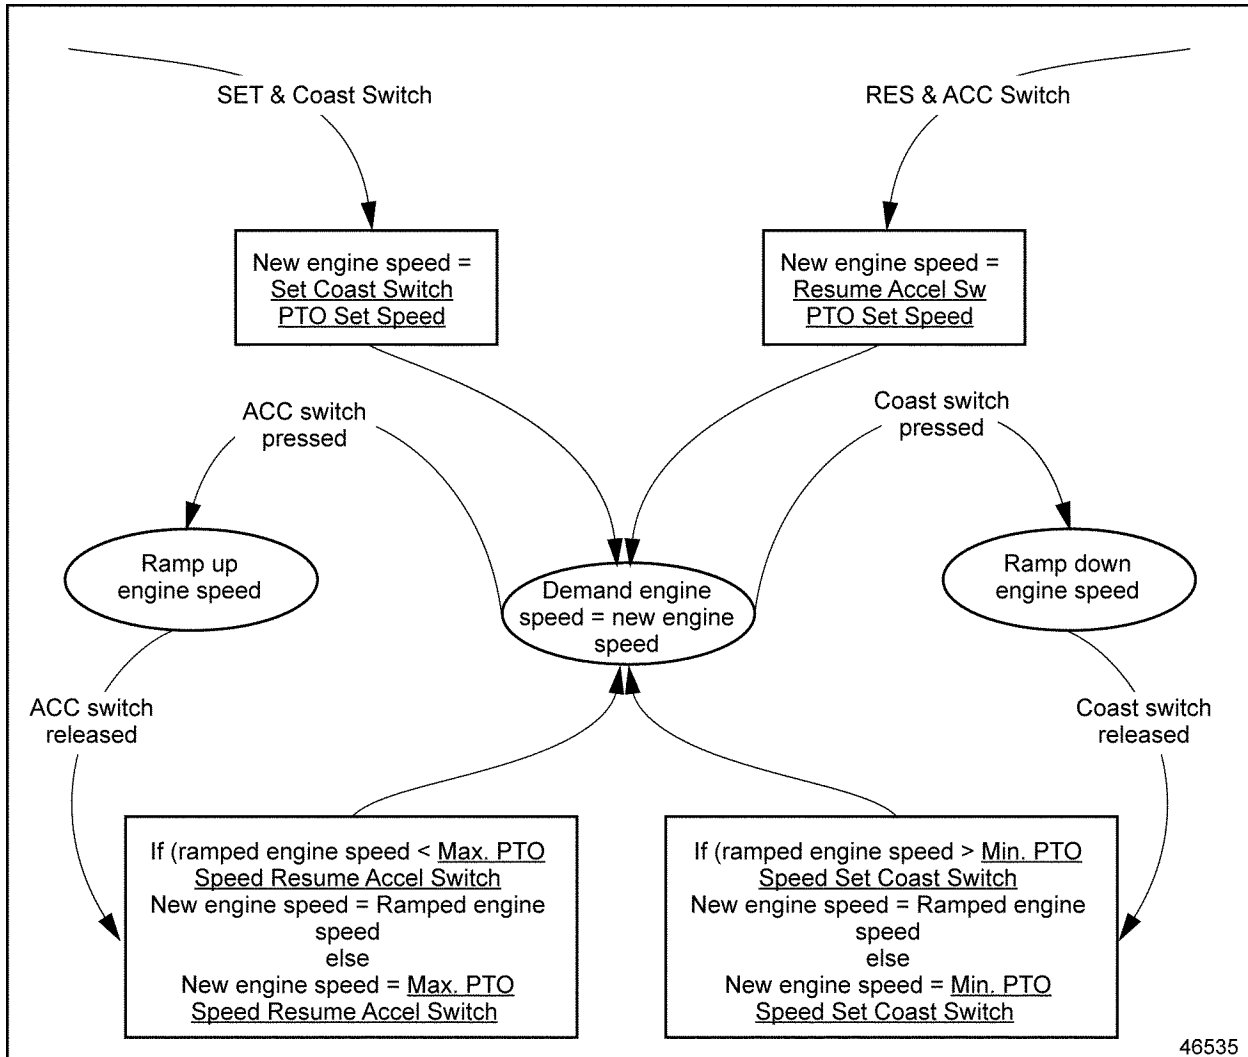 SET & Coast Switch
RES & ACC Switch
New engine speed =
Set Coast Switch
PTO Set Speed
New engine speed =
Resume Accel Sw
PTO Set Speed
ACC switch
pressed
Coast switch
pressed
Ramp up
engine speed
Demand engine
speed = new engine
speed
Ramp down
engine speed
ACC switch
released
Coast switch
released
If (ramped engine speed < Max. PTO
Speed Resume Accel Switch
New engine speed = Ramped engine
speed
else
New engine speed = Max. PTO
Speed Resume Accel Switch
If (ramped engine speed > Min. PTO
Speed Set Coast Switch
New engine speed = Ramped engine
speed
else
New engine speed = Min. PTO
Speed Set Coast Switch
46535